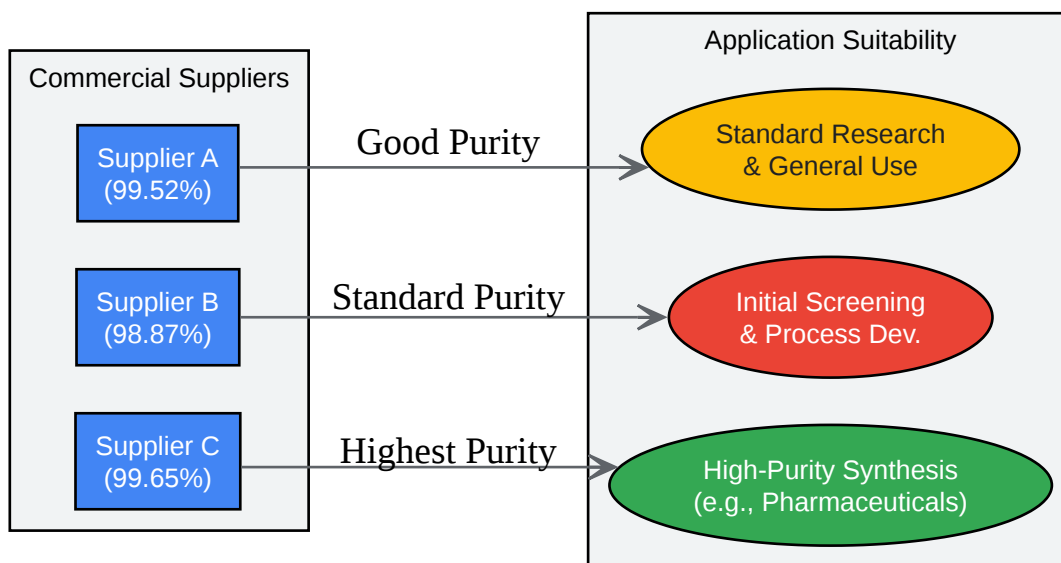 Commercial Suppliers
Application Suitability
Supplier A
(99.52%)
Good Purity
Standard Research
& General Use
Supplier B
(98.87%)
Standard Purity
Initial Screening
& Process Dev.
Supplier C
(99.65%)
Highest Purity
High-Purity Synthesis
(e.g., Pharmaceuticals)